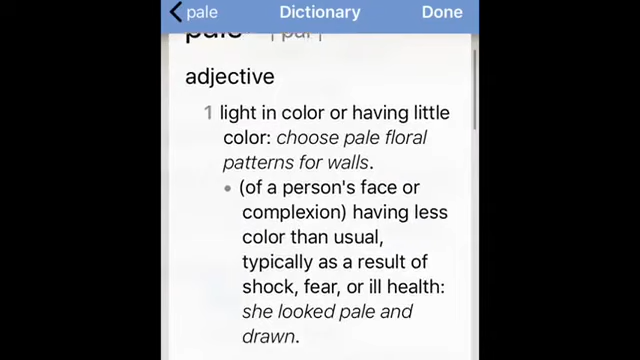 pale Dictionary Done
pale
adjective
1 light in color or having little
color: choose pale floral
patterns for walls.
• (of a person's face or
complexion) having less
color than usual,
typically as a result of
shock, fear, or ill health:
she looked pale and
drawn.